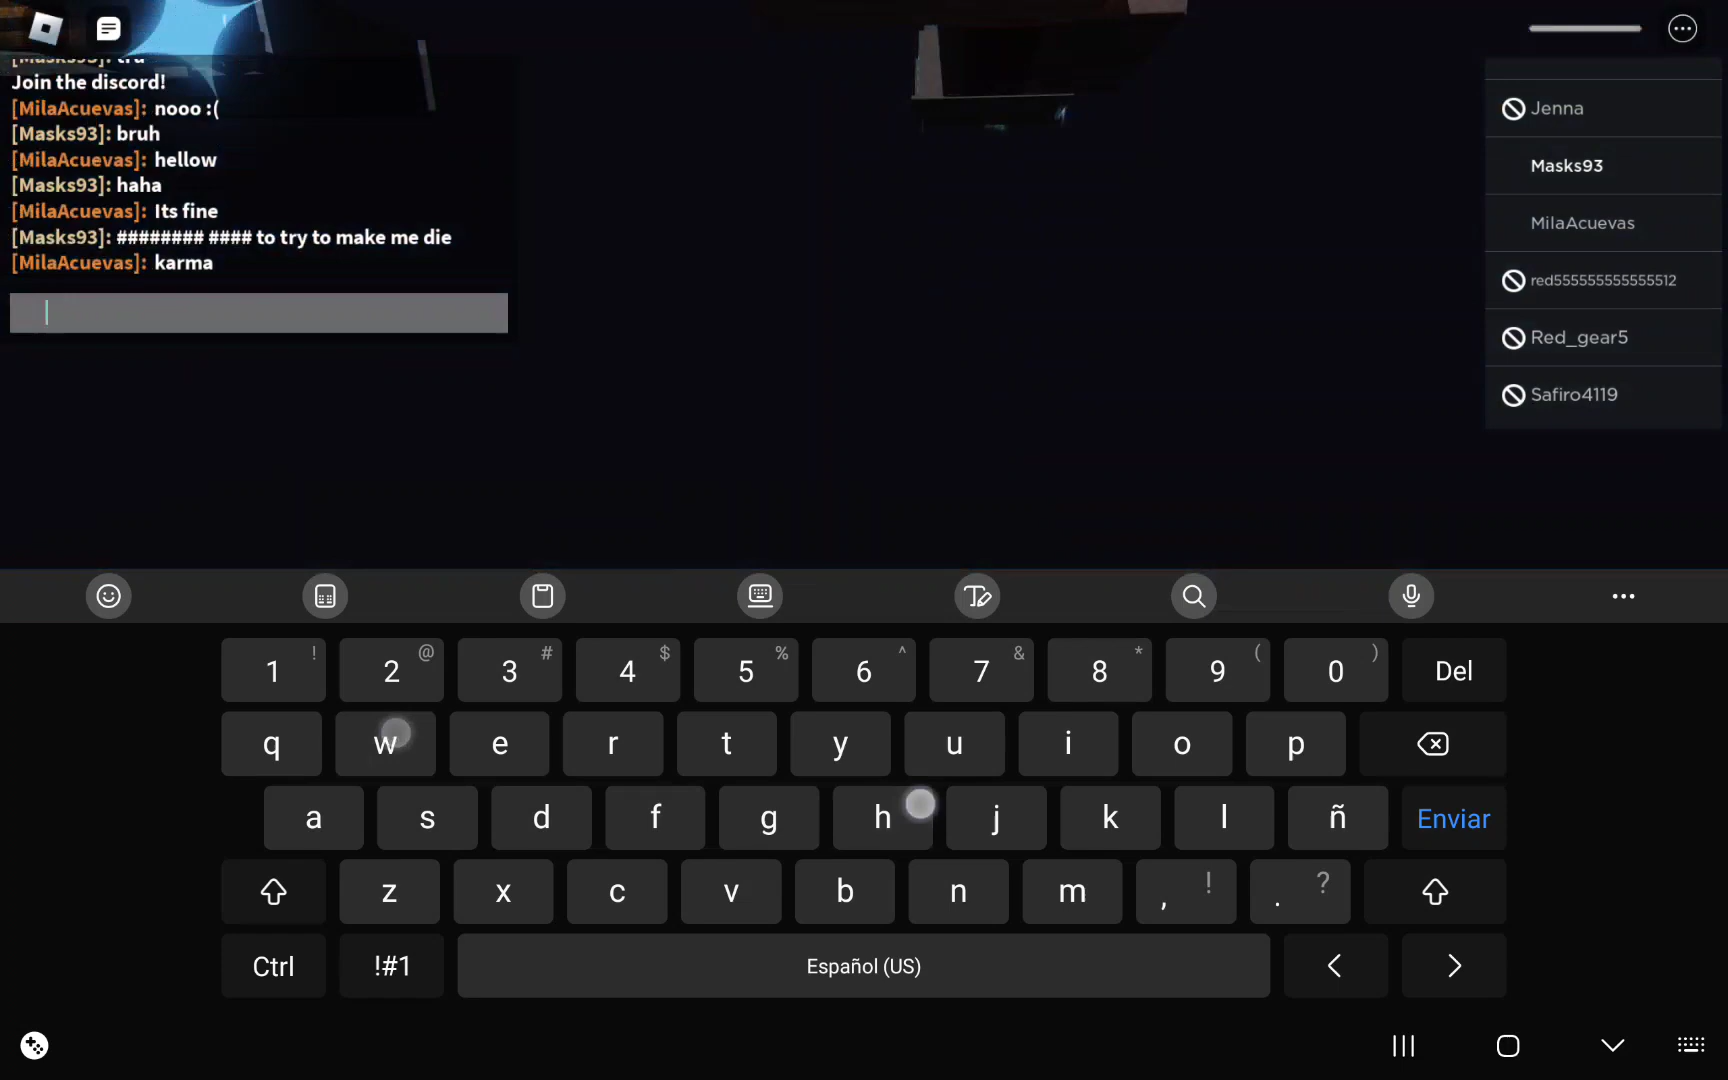 [Masks93]: tru
Join the discord!
[MilaAcuevas]: nooo :(
[Masks93]: bruh
[MilaAcuevas]: hellow
[Masks93]: haha
[MilaAcuevas]: Its fine
[Masks93]: ######## #### to try to make me die
[MilaAcuevas]: karma
Jenna
Masks93
MilaAcuevas
red555555555555512
Red_gear5
Safiro4119
1 ! 2 @ 3 # 4 $ 5 % 6 ^ 7 & 8 * 9 ( 0 ) Del
q w e r t y u i o p
a s d f g h j k l ñ Enviar
z x c v b n m , ! . ?
Ctrl !#1 Español (US) < >